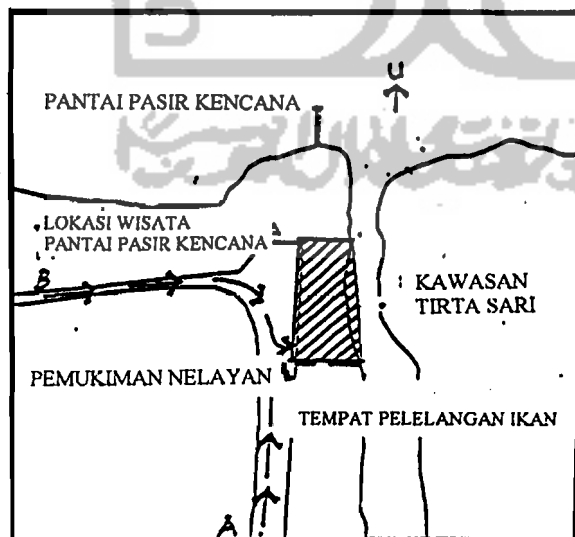 U
PANTAI PASIR KENCANA
LOKASI WISATA
PANTAI PASIR KENCANA
B
KAWASAN
TIRTA SARI
PEMUKIMAN NELAYAN
TEMPAT PELELANGAN IKAN
A